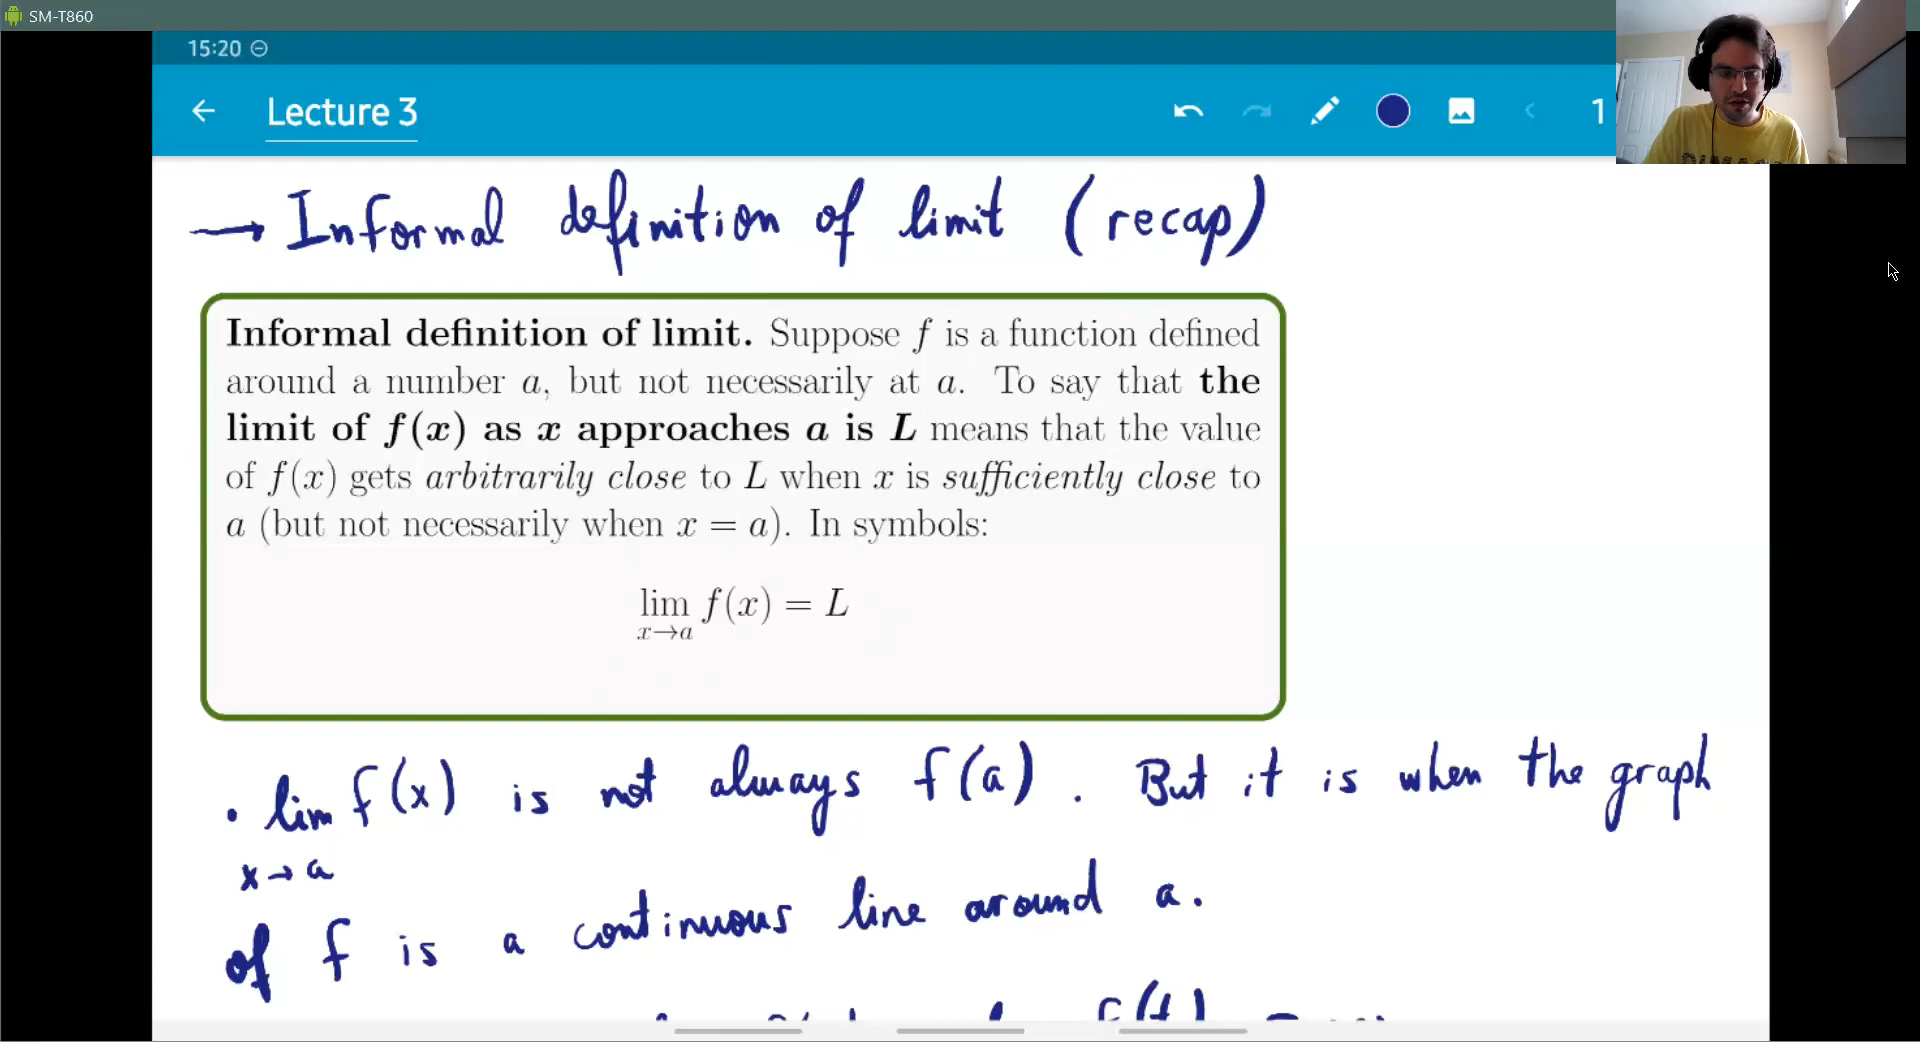 SM-T860
15:20
Lecture 3
1
→ Informal definition of limit (recap)
Informal definition of limit. Suppose f is a function defined
around a number a, but not necessarily at a. To say that the
limit of f(x) as x approaches a is L means that the value
of f(x) gets arbitrarily close to L when x is sufficiently close to
a (but not necessarily when x = a). In symbols:
lim f(x) = L
x→a
• lim f(x) is not always f(a). But it is when the graph
x→a
of f is a continuous line around a.
f(t)